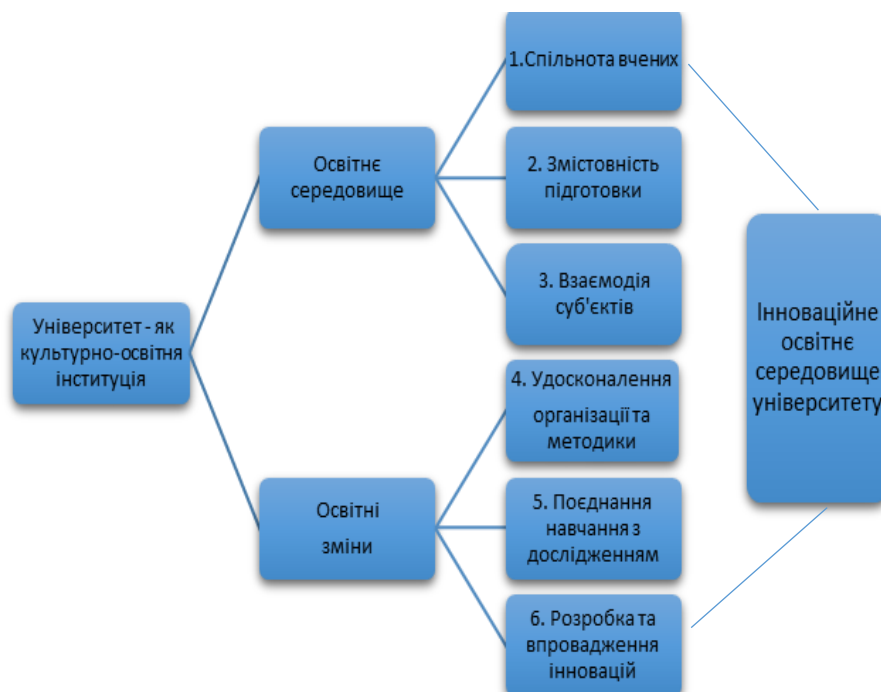 1.Спільнота вчених
Освітнє
середовище
2. Змістовність
підготовки
3. Взаємодія
суб'єктів
Університет - як
культурно-освітня
інституція
4. Удосконалення
організації та
методики
Освітні
зміни
5. Поєднання
навчання з
дослідженням
6. Розробка та
впровадження
інновацій
Інноваційне
освітнє
середовище
університету